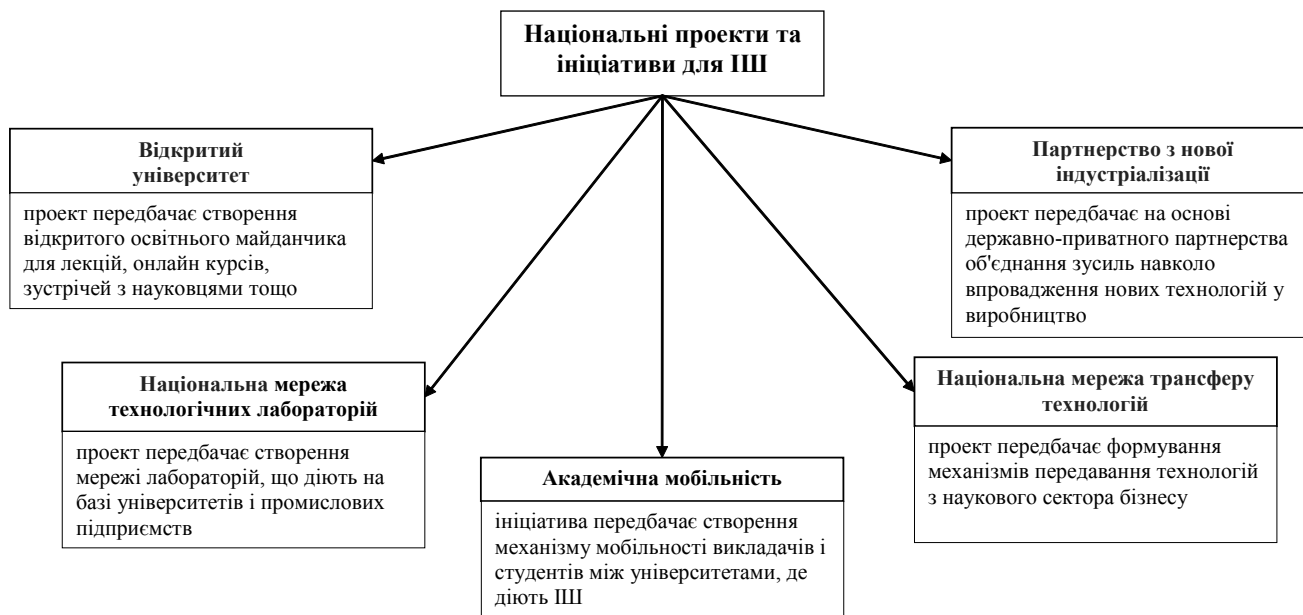 Національні проекти та
ініціативи для ІШ
Відкритий
університет
проект передбачає створення
відкритого освітнього майданчика
для лекцій, онлайн курсів,
зустрічей з науковцями тощо
Партнерство з нової
індустріалізації
проект передбачає на основі
державно-приватного партнерства
об'єднання зусиль навколо
впровадження нових технологій у
виробництво
Національна мережа
технологічних лабораторій
проект передбачає створення
мережі лабораторій, що діють на
базі університетів і промислових
підприємств
Академічна мобільність
ініціатива передбачає створення
механізму мобільності викладачів і
студентів між університетами, де
діють ІШ
Національна мережа трансферу
технологій
проект передбачає формування
механізмів передавання технологій
з наукового сектора бізнесу